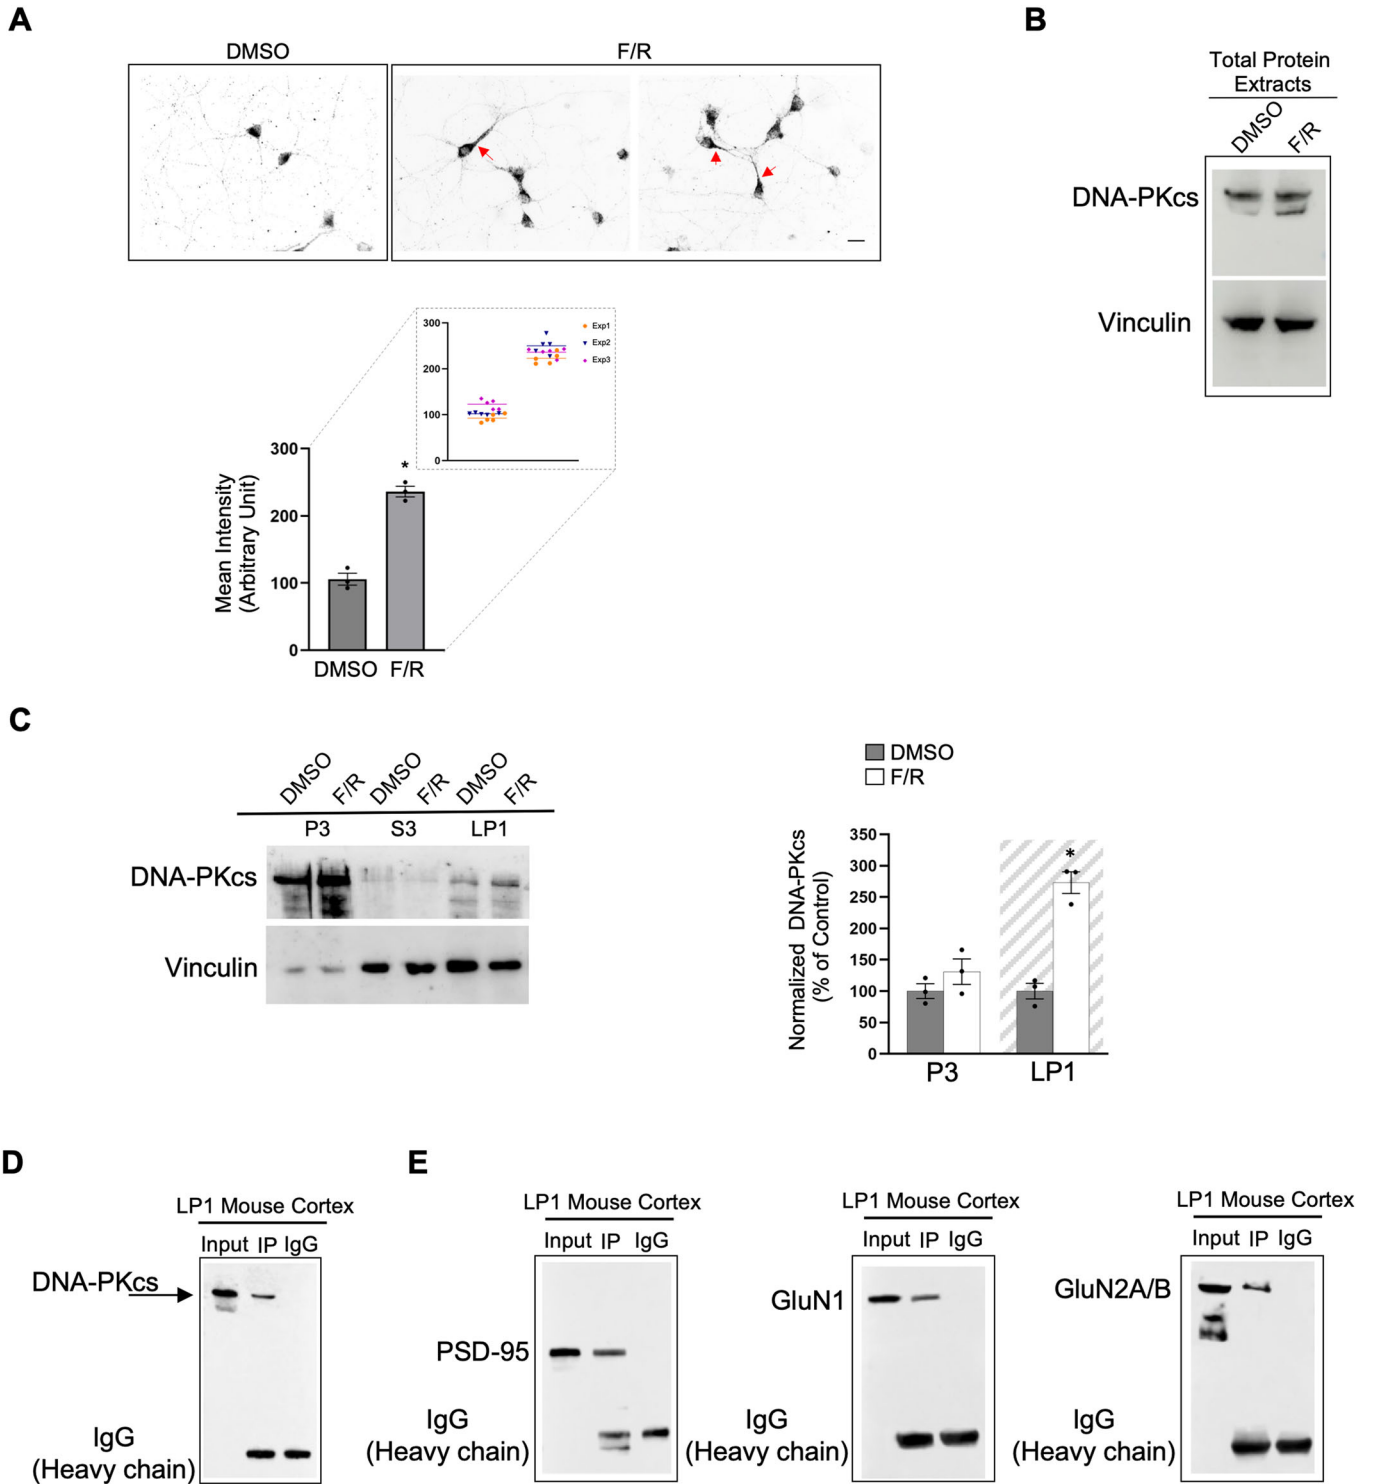 A
DMSO
F/R
300
200
100
0
Exp1
Exp2
Exp3
Mean Intensity
(Arbitrary Unit)
300
200
100
0
*
DMSO
F/R
B
Total Protein
Extracts
DMSO
F/R
DNA-PKcs
Vinculin
C
DMSO
F/R
DMSO
F/R
DMSO
F/R
P3
S3
LP1
DNA-PKcs
Vinculin
DMSO
F/R
Normalized DNA-PKcs
(% of Control)
350
300
250
200
150
100
50
0
*
P3
LP1
D
LP1 Mouse Cortex
Input IP IgG
DNA-PKcs
IgG
(Heavy chain)
E
LP1 Mouse Cortex
Input IP IgG
PSD-95
IgG
(Heavy chain)
LP1 Mouse Cortex
Input IP IgG
GluN1
IgG
(Heavy chain)
LP1 Mouse Cortex
Input IP IgG
GluN2A/B
IgG
(Heavy chain)